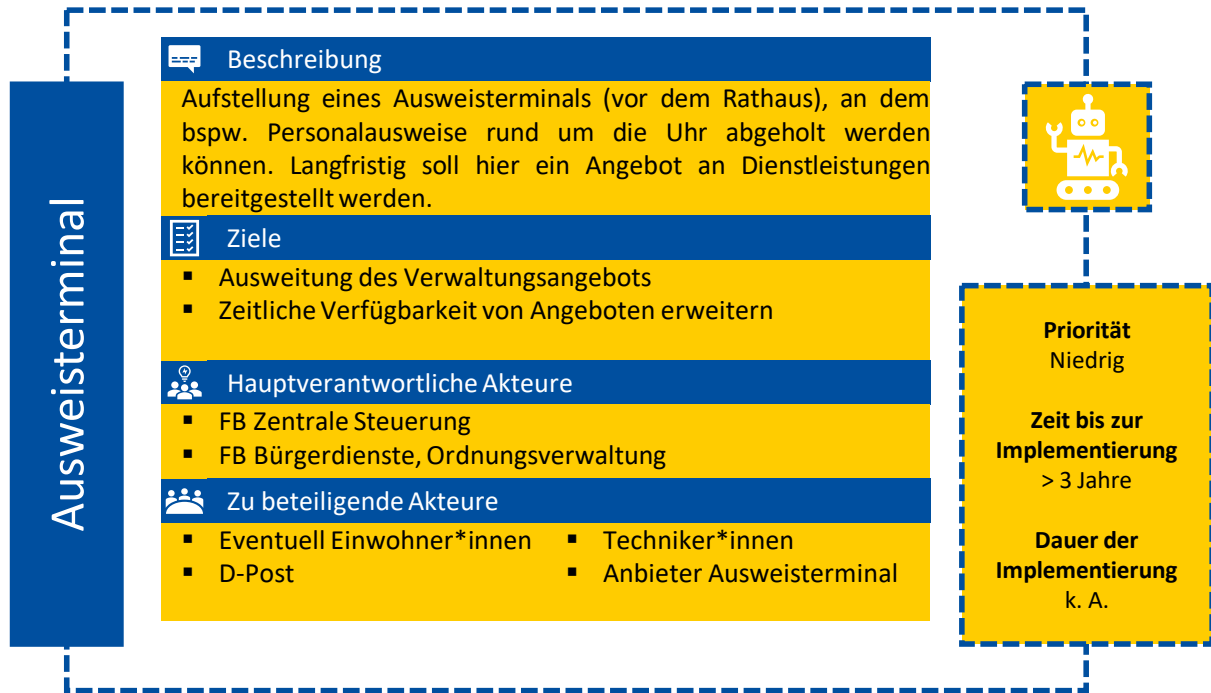 Ausweisterminal
Beschreibung
Aufstellung eines Ausweisterminals (vor dem Rathaus), an dem
bspw. Personalausweise rund um die Uhr abgeholt werden
können. Langfristig soll hier ein Angebot an Dienstleistungen
bereitgestellt werden.
Ziele
▪ Ausweitung des Verwaltungsangebots
▪ Zeitliche Verfügbarkeit von Angeboten erweitern
Hauptverantwortliche Akteure
▪ FB Zentrale Steuerung
▪ FB Bürgerdienste, Ordnungsverwaltung
Zu beteiligende Akteure
▪ Eventuell Einwohner*innen
▪ D-Post
▪ Techniker*innen
▪ Anbieter Ausweisterminal
Priorität
Niedrig
Zeit bis zur
Implementierung
> 3 Jahre
Dauer der
Implementierung
k. A.